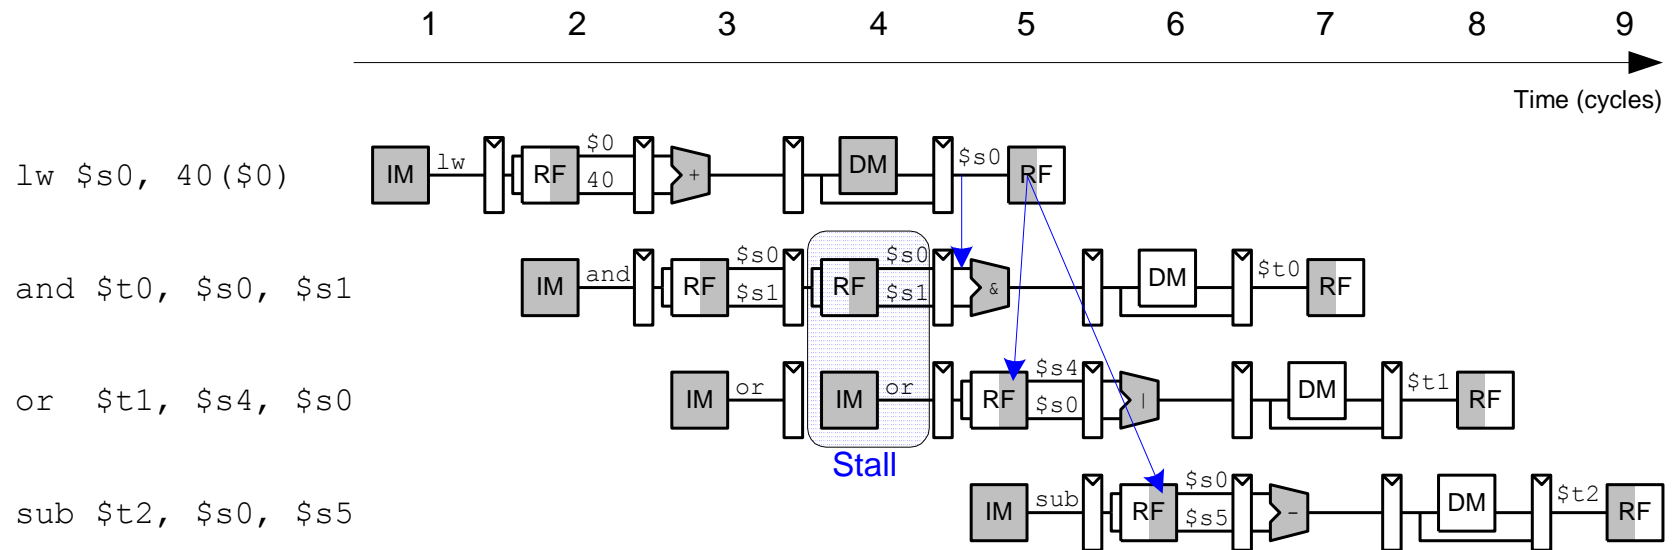 1 2 3 4 5 6 7 8 9
Time (cycles)
lw $s0, 40($0) IM lw RF $0 40 + DM $s0 RF
and $t0, $s0, $s1 IM and RF $s0 $s1 RF $s0 $s1 & DM $t0 RF
or $t1, $s4, $s0 IM or IM or RF $s4 $s0 | DM $t1 RF
Stall
sub $t2, $s0, $s5 IM sub RF $s0 $s5 - DM $t2 RF